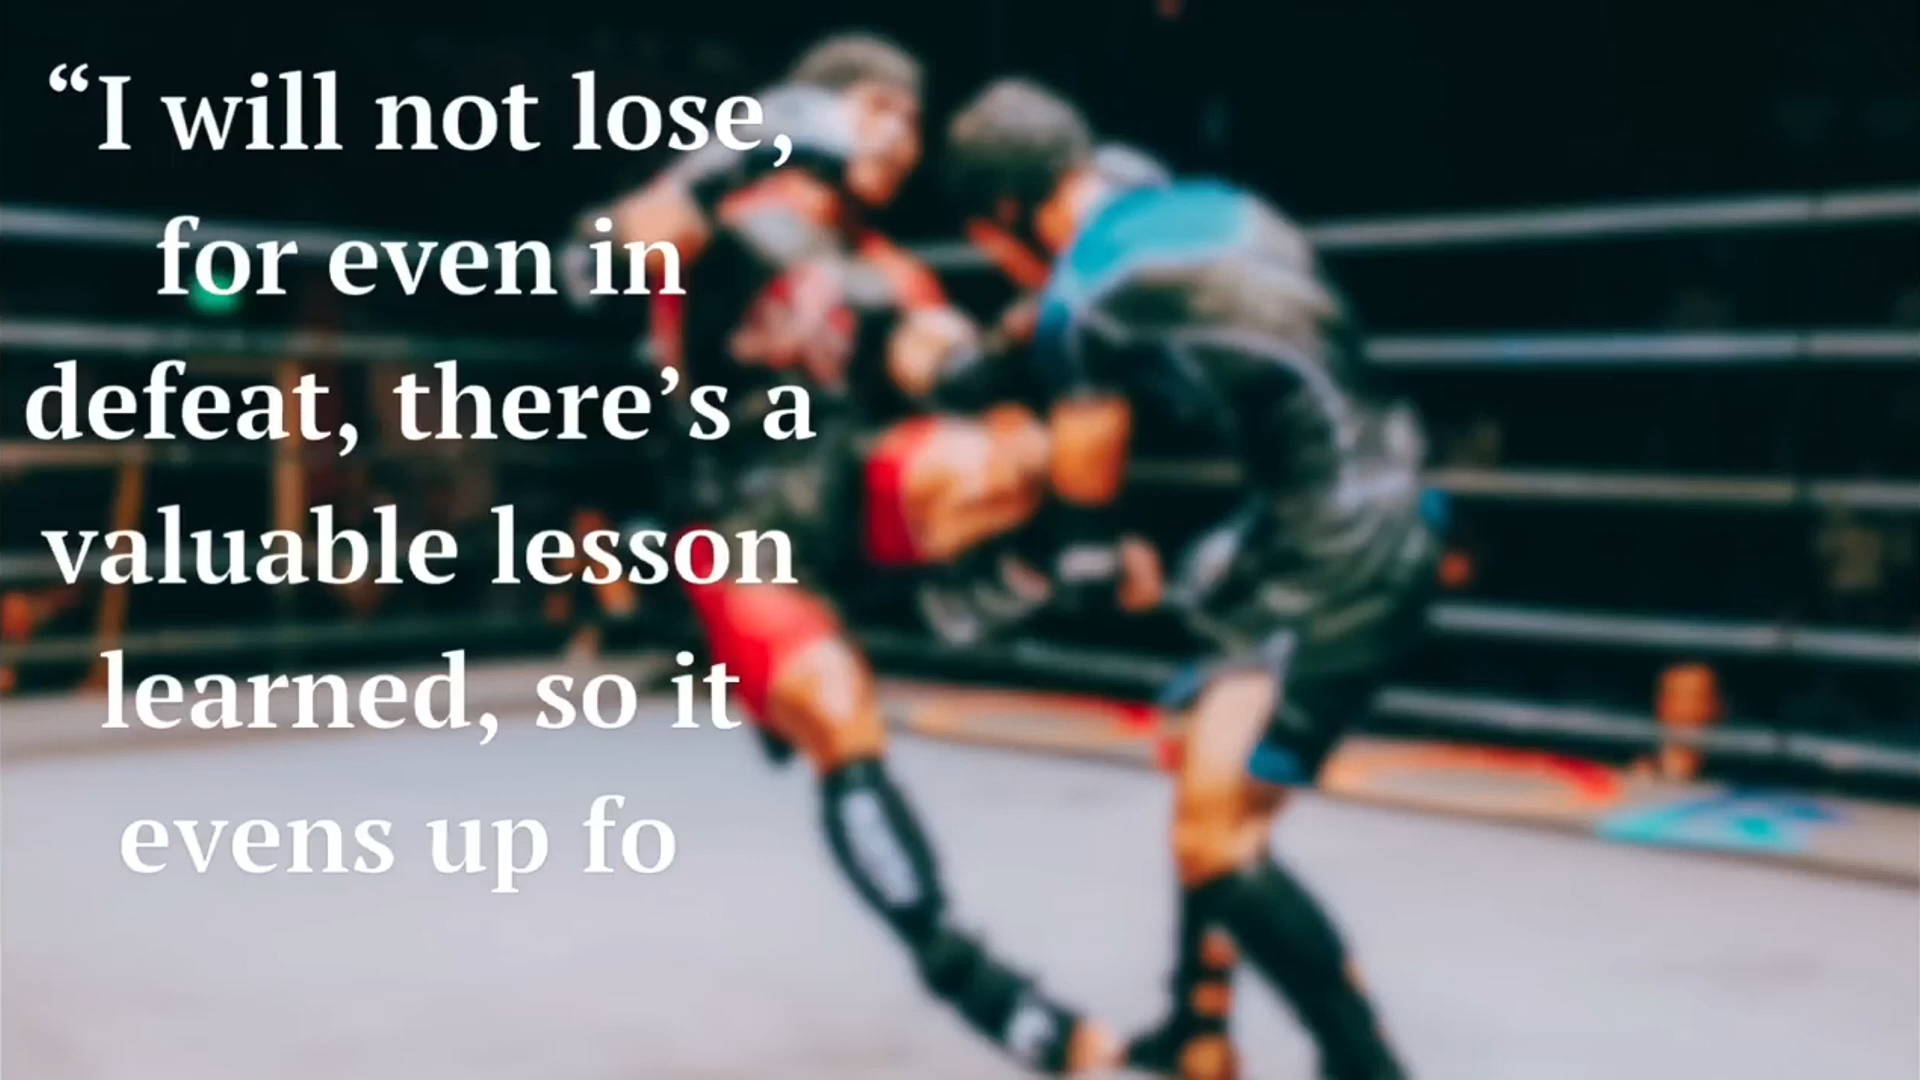 “I will not lose,
for even in
defeat, there’s a
valuable lesson
learned, so it
evens up fo